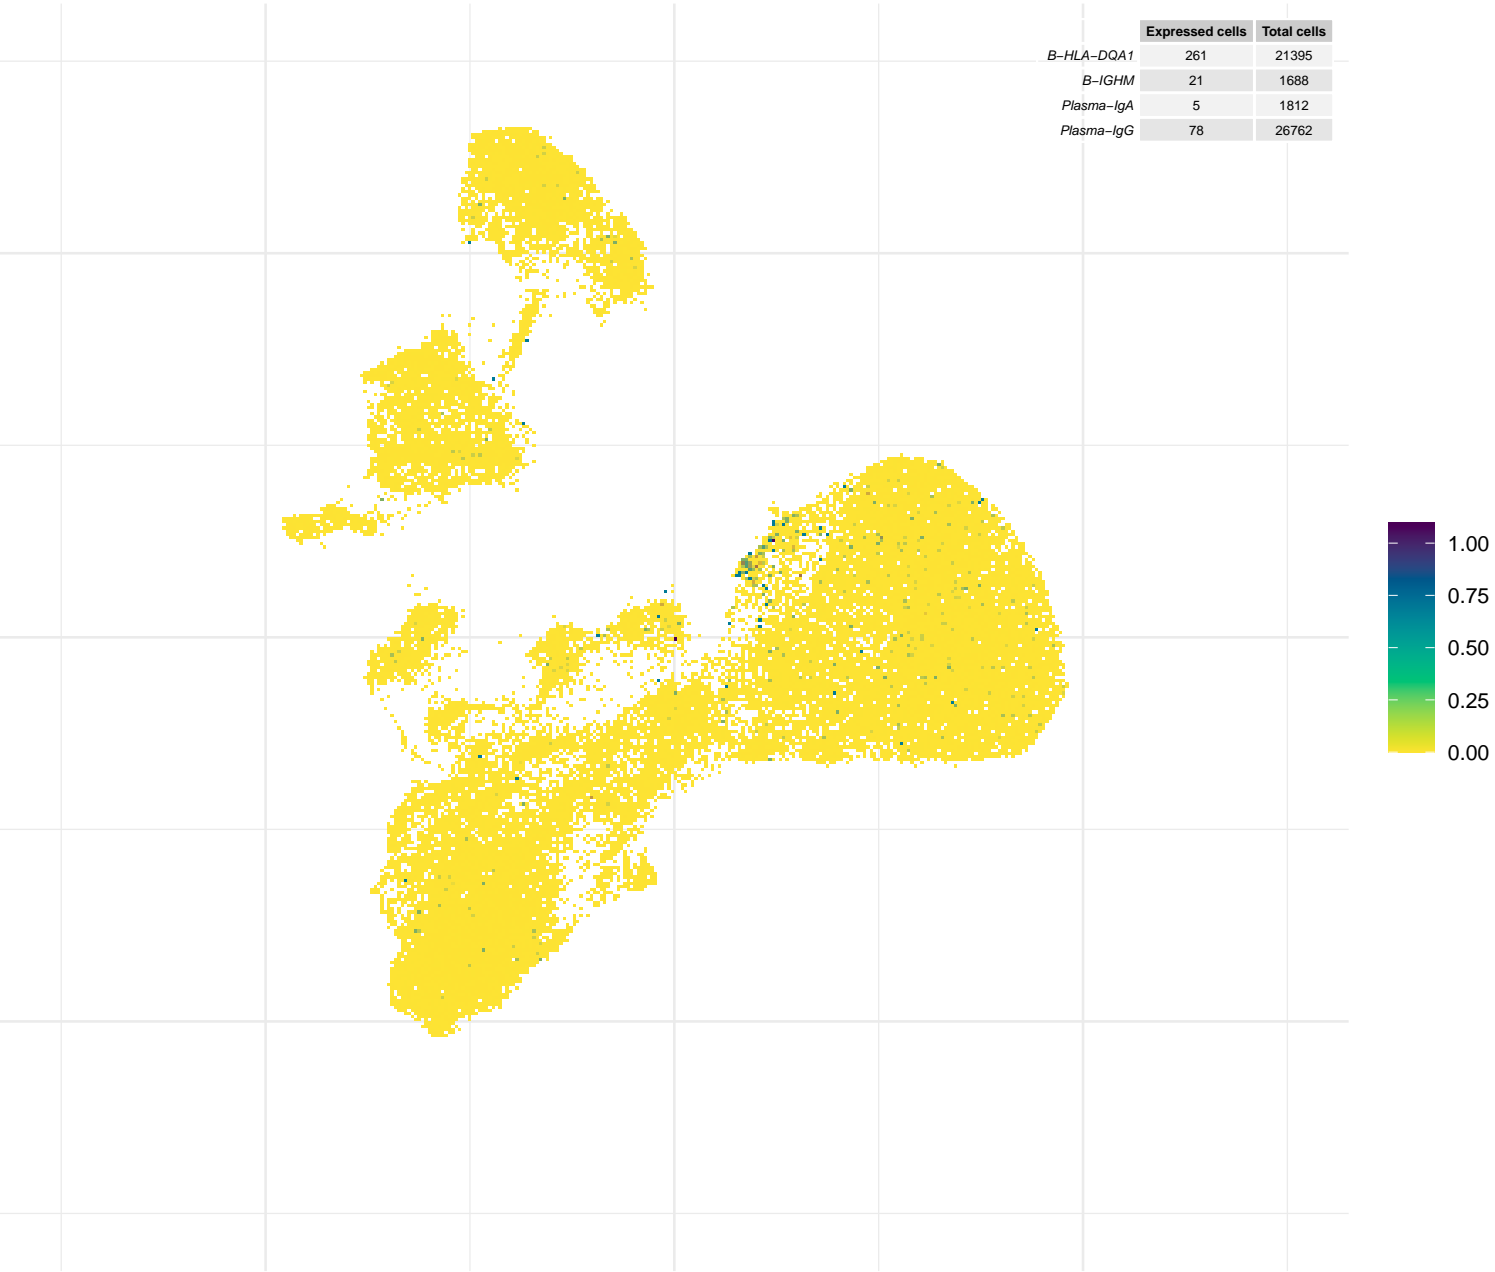 Expressed cells Total cells
B−HLA−DQA1 261 21395
B−IGHM 21 1688
Plasma−IgA 5 1812
Plasma−IgG 78 26762
1.00
0.75
0.50
0.25
0.00